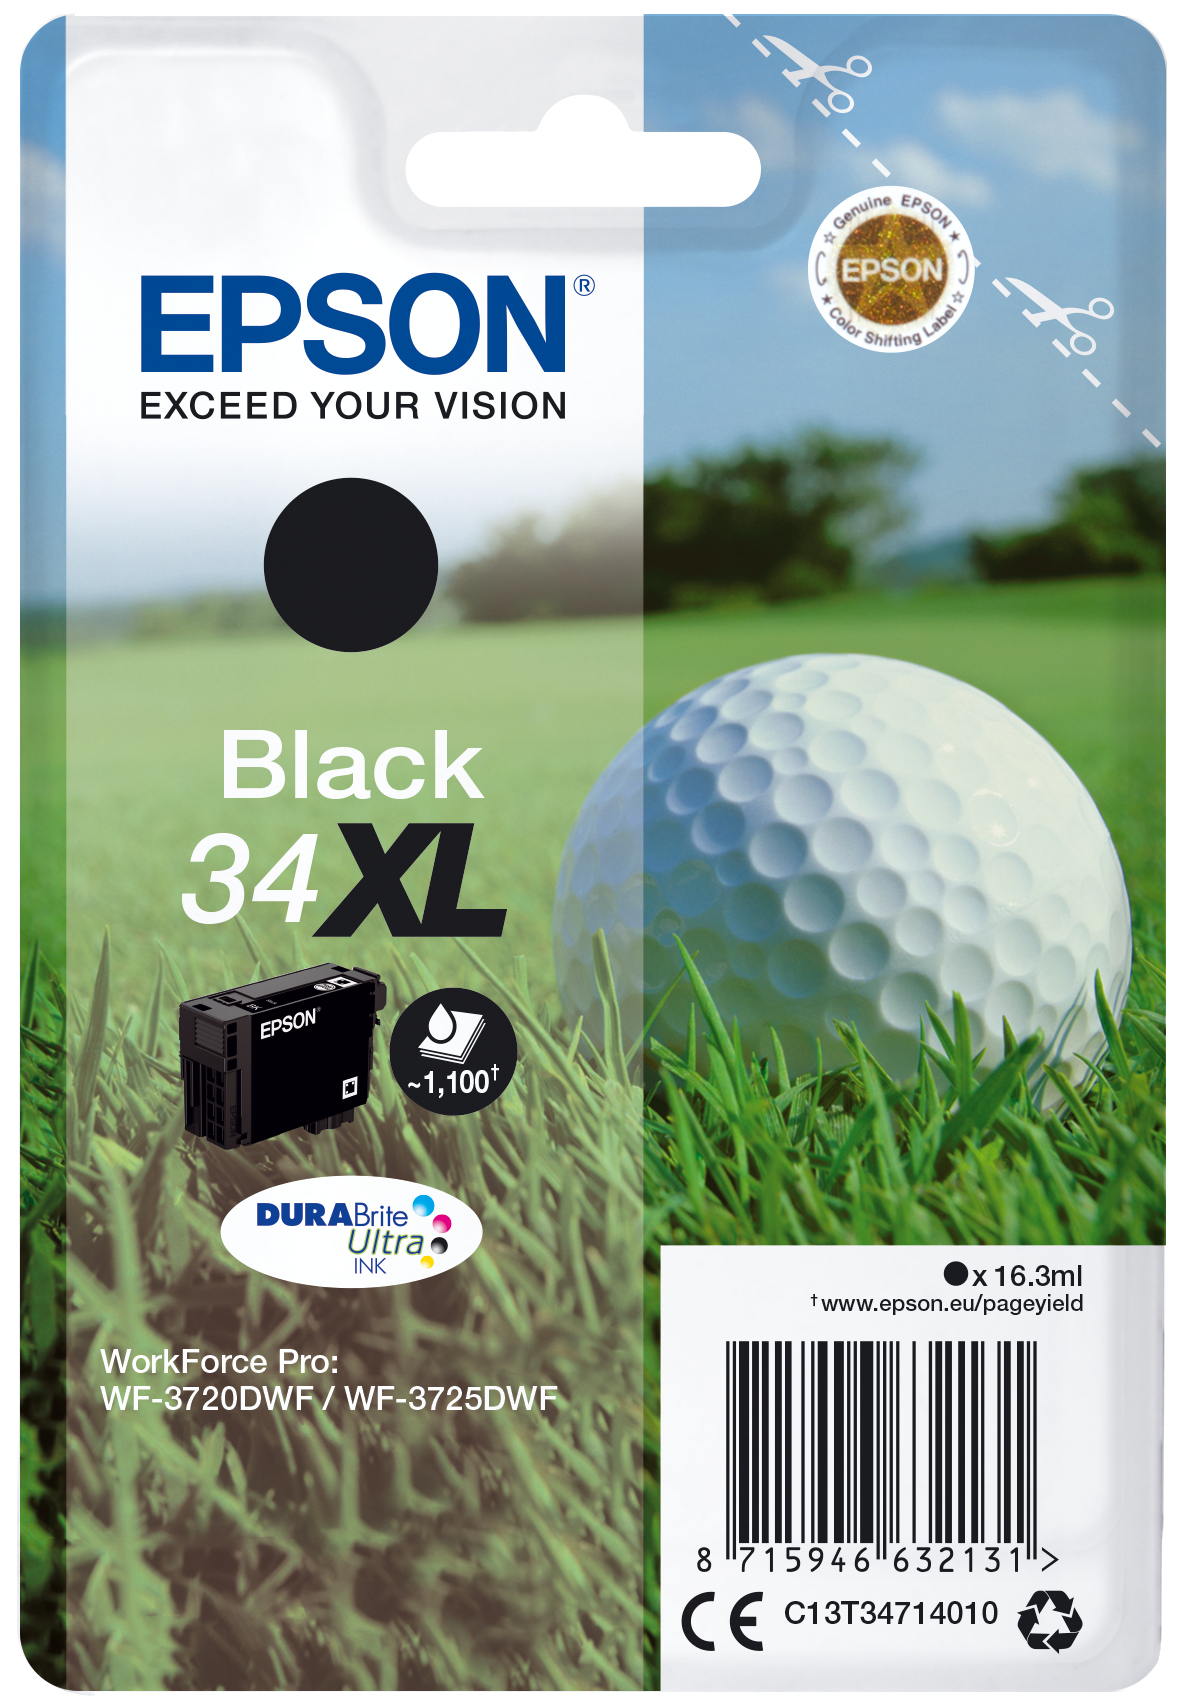 EPSON®
EXCEED YOUR VISION
Genuine EPSON
EPSON
Color Shifting Label
Black
34XL
BK
EPSON®
~1,100†
DURABrite
Ultra
INK
WorkForce Pro:
WF-3720DWF / WF-3725DWF
x 16.3ml
†www.epson.eu/pageyield
8 715946 632131 >
CE C13T34714010